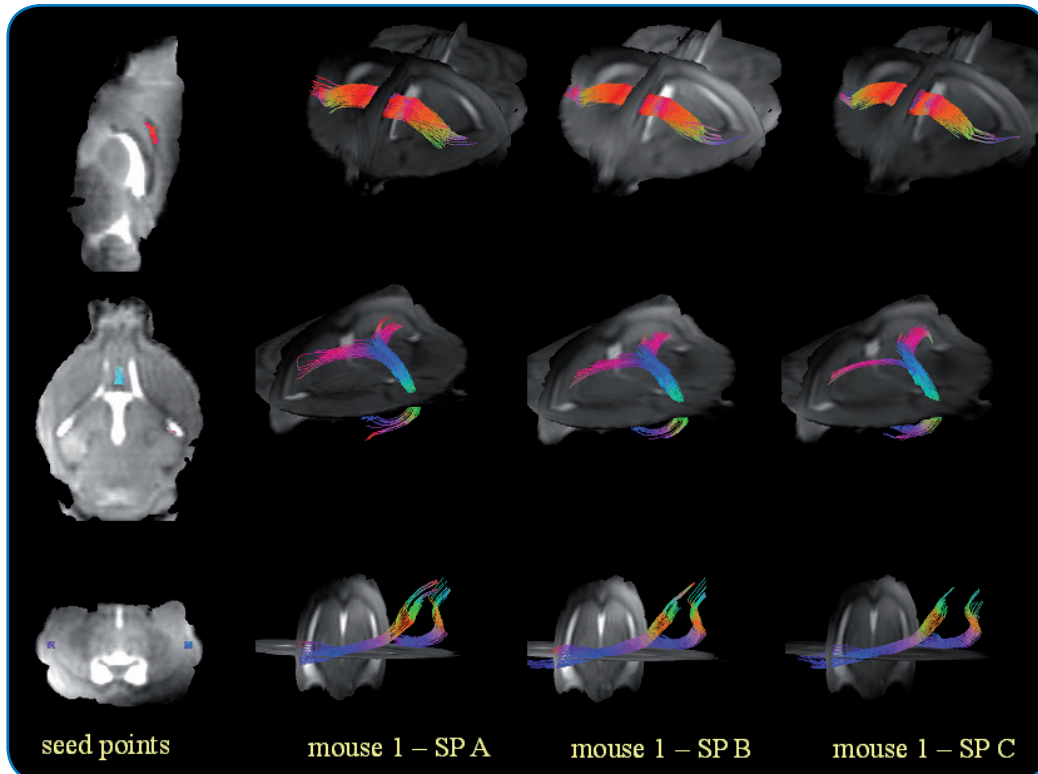 seed points
mouse 1 – SP A
mouse 1 – SP B
mouse 1 – SP C